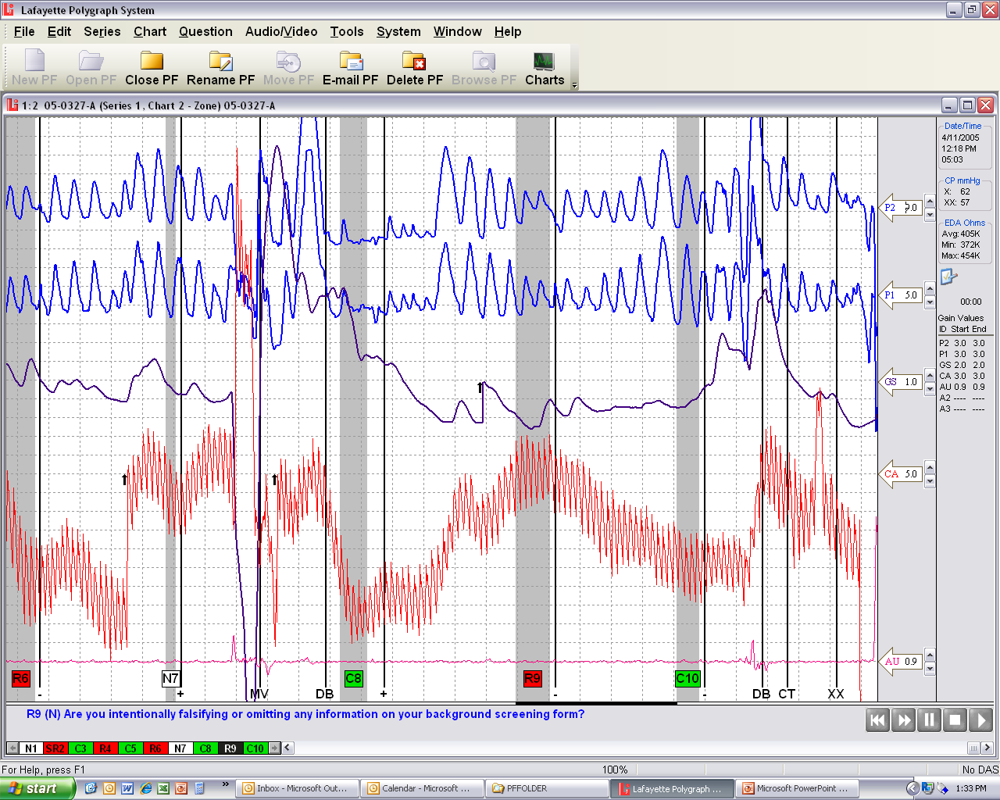 Lafayette Polygraph System
File Edit Series Chart Question Audio/Video Tools System Window Help
New PF Open PF Close PF Rename PF Move PF E-mail PF Delete PF Browse PF Charts
1:2 05-0327-A (Series 1, Chart 2 - Zone) 05-0327-A
Date/Time
4/11/2005
12:18 PM
05:03
CP mmHg
X: 62
XX: 57
EDA Ohms
Avg: 405K
Min: 372K
Max: 454K
00:00
Gain Values
ID Start End
P2 3.0 3.0
P1 3.0 3.0
GS 2.0 2.0
CA 3.0 3.0
AU 0.9 0.9
A2 ---- ----
A3 ---- ----
P2
P1 5.0
GS 1.0
CA 5.0
AU 0.9
R6 N7 C8 R9 C10
- + MV DB + - - DB CT XX
R9 (N) Are you intentionally falsifying or omitting any information on your background screening form?
N1 SR2 C3 R4 C5 R6 N7 C8 R9 C10
For Help, press F1 100% No DAS
start » Inbox - Microsoft Out... Calendar - Microsoft ... PFFOLDER Lafayette Polygraph ... Microsoft PowerPoint ... 1:33 PM